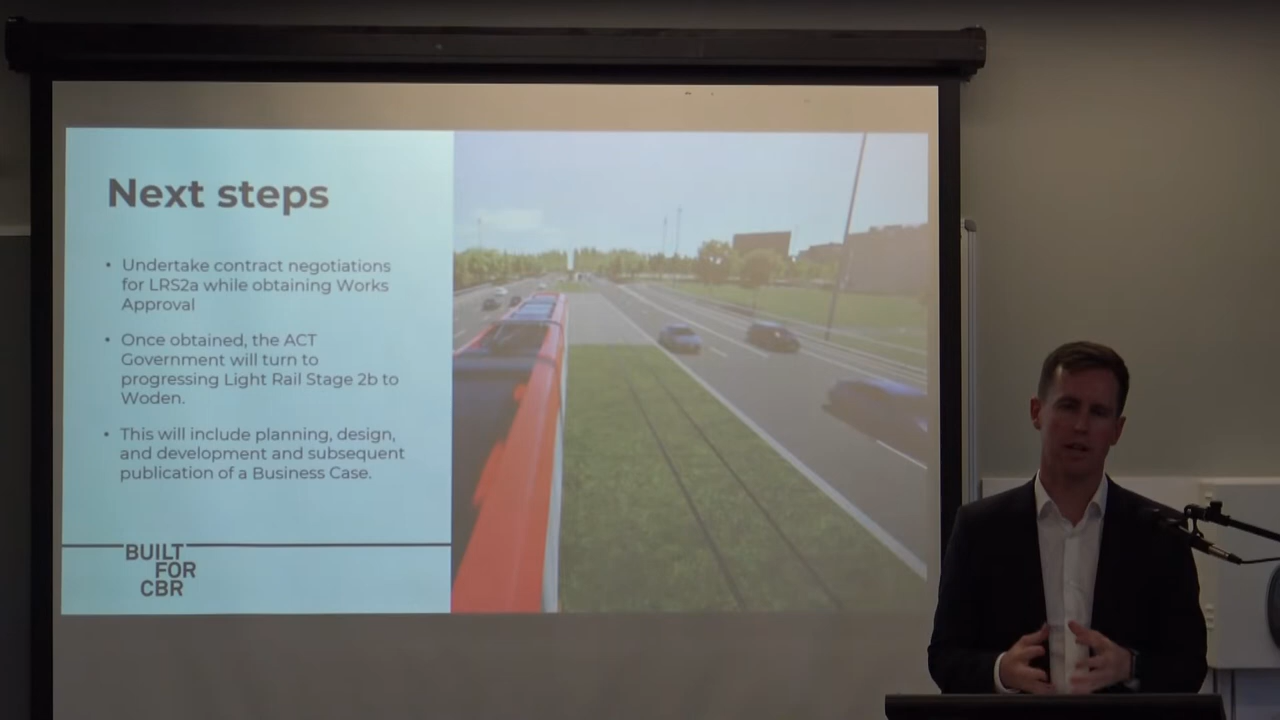 Next steps
• Undertake contract negotiations
for LRS2a while obtaining Works
Approval
• Once obtained, the ACT
Government will turn to
progressing Light Rail Stage 2b to
Woden.
• This will include planning, design,
and development and subsequent
publication of a Business Case.
BUILT
FOR
CBR